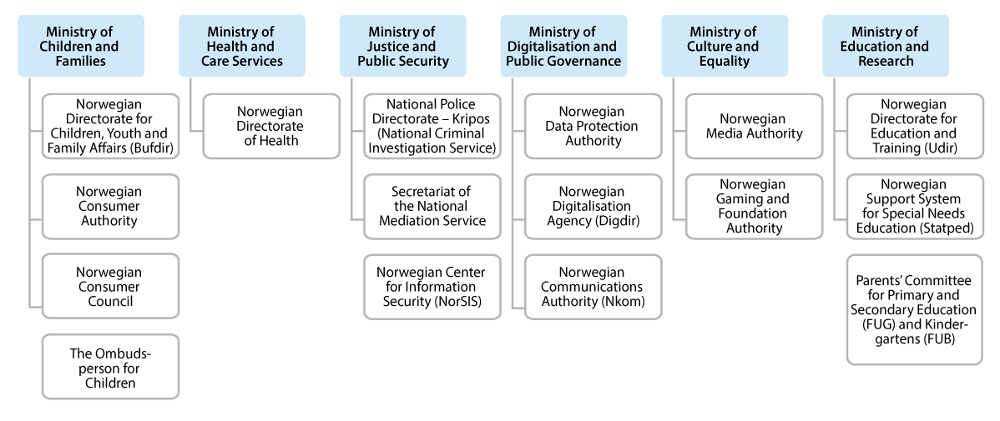 Ministry of
Children and
Families
Norwegian
Directorate for
Children, Youth and
Family Affairs (Bufdir)
Norwegian
Consumer
Authority
Norwegian
Consumer
Council
The Ombuds-
person for
Children
Ministry of
Health and
Care Services
Norwegian
Directorate
of Health
Ministry of
Justice and
Public Security
National Police
Directorate – Kripos
(National Criminal
Investigation Service)
Secretariat of
the National
Mediation Service
Norwegian Center
for Information
Security (NorSIS)
Ministry of
Digitalisation and
Public Governance
Norwegian
Data Protection
Authority
Norwegian
Digitalisation
Agency (Digdir)
Norwegian
Communications
Authority (Nkom)
Ministry of
Culture and
Equality
Norwegian
Media Authority
Norwegian
Gaming and
Foundation
Authority
Ministry of
Education and
Research
Norwegian
Directorate for
Education and
Training (Udir)
Norwegian
Support System
for Special Needs
Education (Statped)
Parents’ Committee
for Primary and
Secondary Education
(FUG) and Kinder-
gartens (FUB)